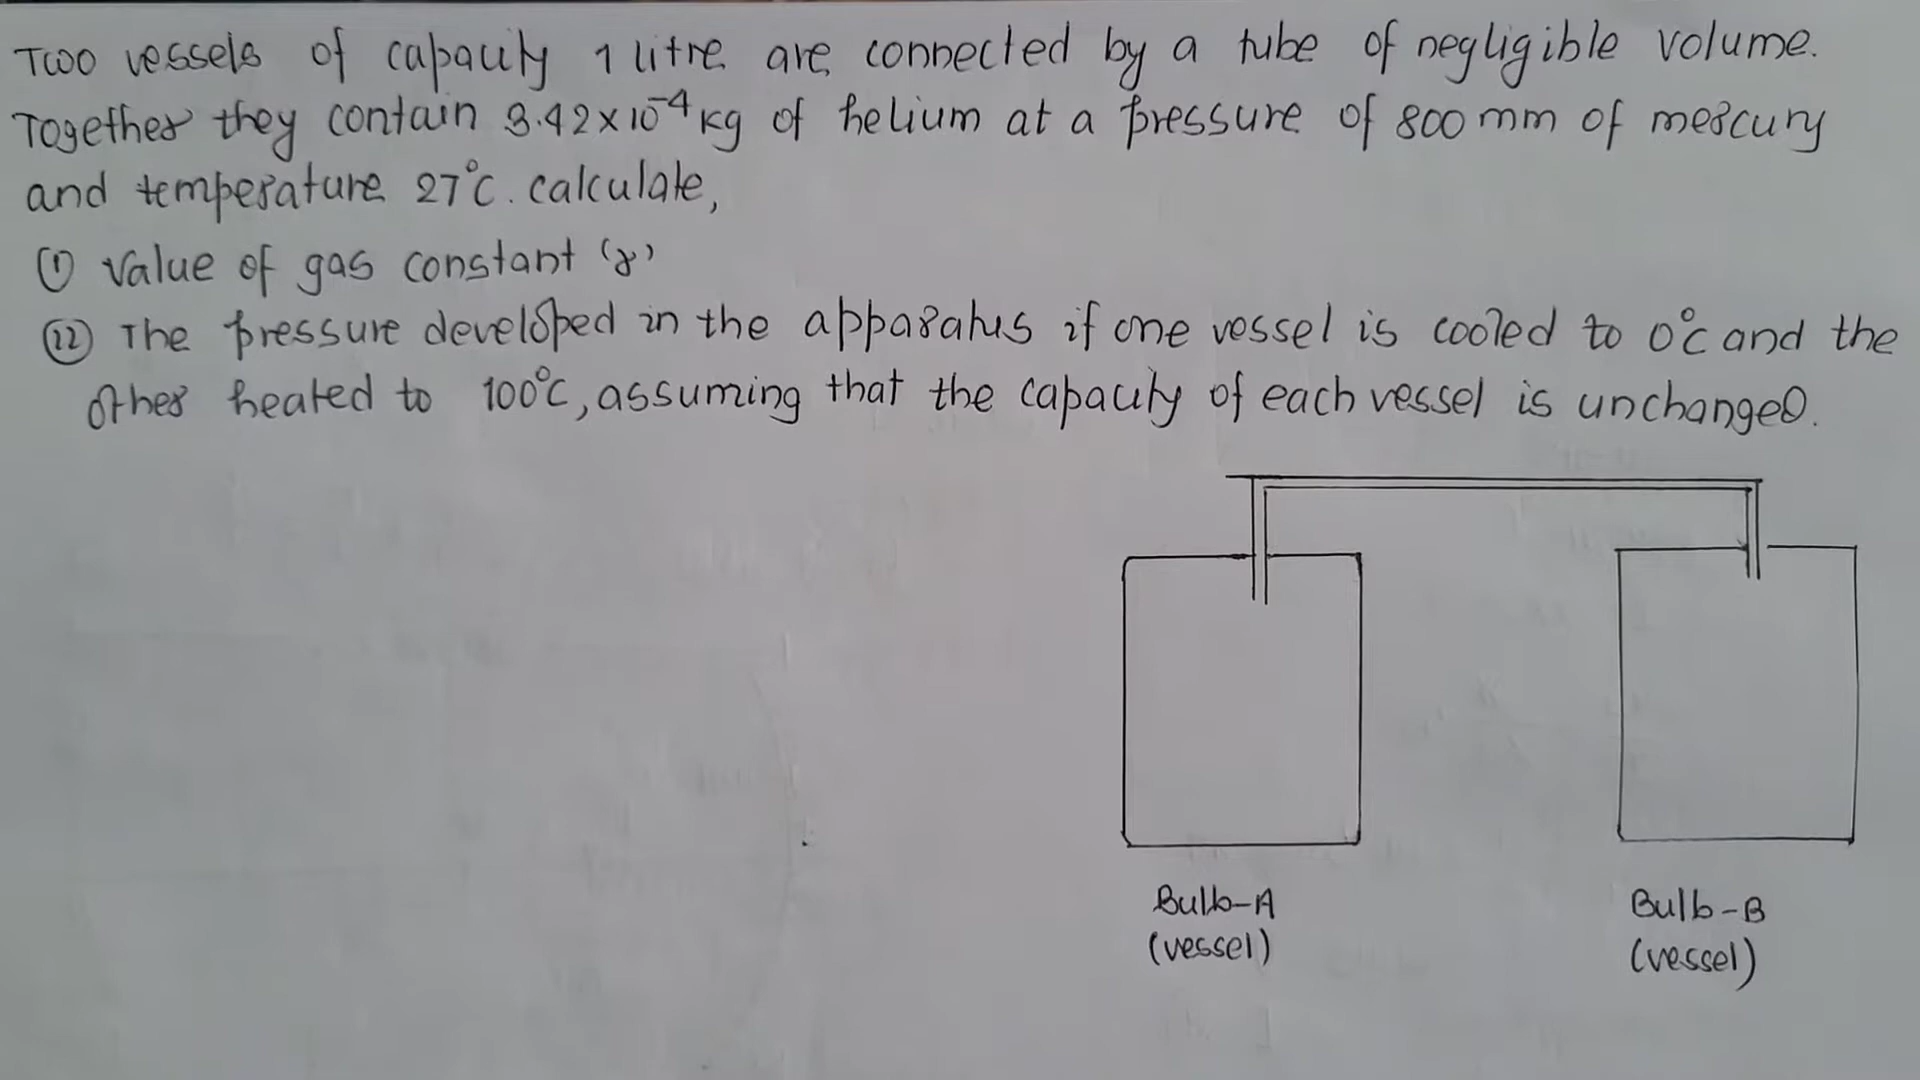 Two vessels of capacity 1 litre are connected by a tube of negligible volume.
Together they contain 3.42×10⁻⁴ kg of helium at a pressure of 800 mm of mercury
and temperature 27°c. calculate,
(i) Value of gas constant 'r'
(ii) The pressure developed in the apparatus if one vessel is cooled to 0°c and the
other heated to 100°c, assuming that the capacity of each vessel is unchanged.
Bulb-A
(vessel)
Bulb-B
(vessel)